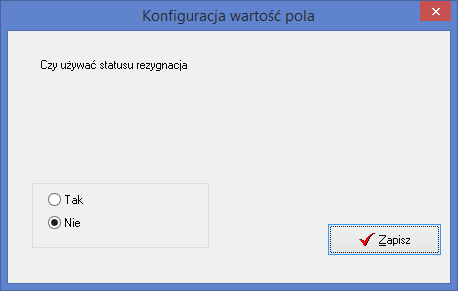 Konfiguracja wartość pola
Czy używać statusu rezygnacja
Tak
Nie
Zapisz